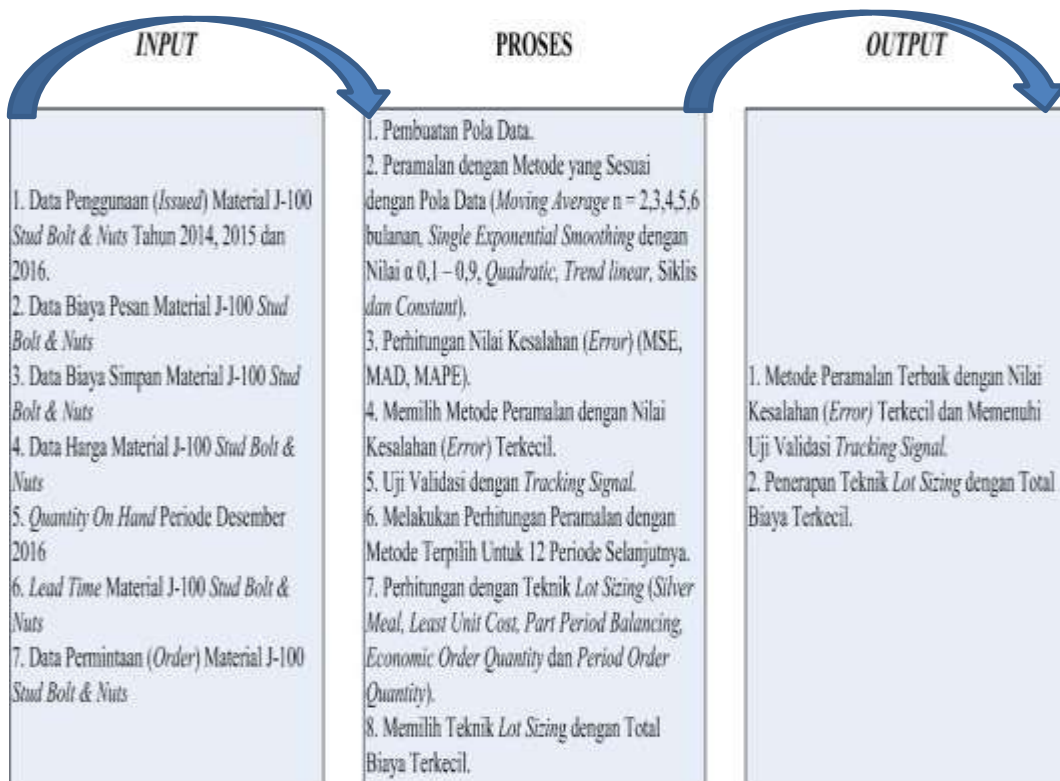 INPUT
PROSES
OUTPUT
1. Data Penggunaan (Issued) Material J-100
Stud Bolt & Nuts Tahun 2014, 2015 dan
2016.
2. Data Biaya Pesan Material J-100 Stud
Bolt & Nuts
3. Data Biaya Simpan Material J-100 Stud
Bolt & Nuts
4. Data Harga Material J-100 Stud Bolt &
Nuts
5. Quantity On Hand Periode Desember
2016
6. Lead Time Material J-100 Stud Bolt &
Nuts
7. Data Permintaan (Order) Material J-100
Stud Bolt & Nuts
1. Pembuatan Pola Data.
2. Peramalan dengan Metode yang Sesuai
dengan Pola Data (Moving Average n = 2,3,4,5,6
bulanan, Single Exponential Smoothing dengan
Nilai α 0,1 – 0,9, Quadratic, Trend linear, Siklis
dan Constant).
3. Perhitungan Nilai Kesalahan (Error) (MSE,
MAD, MAPE).
4. Memilih Metode Peramalan dengan Nilai
Kesalahan (Error) Terkecil.
5. Uji Validasi dengan Tracking Signal.
6. Melakukan Perhitungan Peramalan dengan
Metode Terpilih Untuk 12 Periode Selanjutnya.
7. Perhitungan dengan Teknik Lot Sizing (Silver
Meal, Least Unit Cost, Part Period Balancing,
Economic Order Quantity dan Period Order
Quantity).
8. Memilih Teknik Lot Sizing dengan Total
Biaya Terkecil.
1. Metode Peramalan Terbaik dengan Nilai
Kesalahan (Error) Terkecil dan Memenuhi
Uji Validasi Tracking Signal.
2. Penerapan Teknik Lot Sizing dengan Total
Biaya Terkecil.